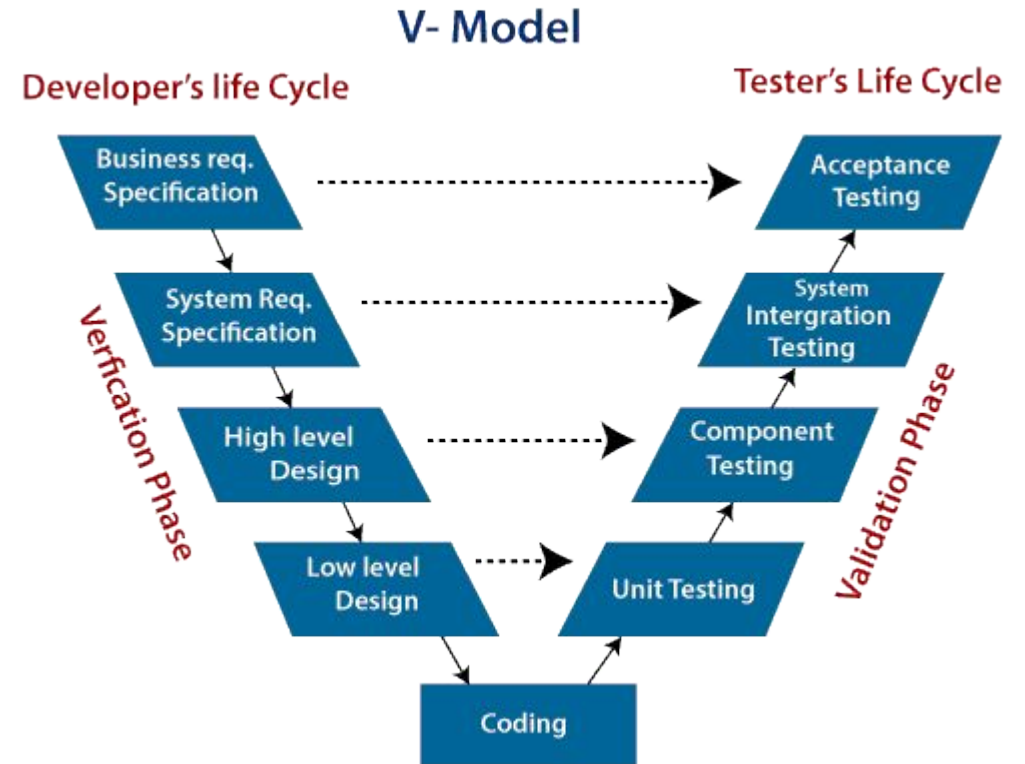 V- Model
Developer's life Cycle
Tester's Life Cycle
Business req.
Specification
Acceptance
Testing
System Req.
Specification
System
Intergration
Testing
Verfication Phase
High level
Design
Component
Testing
Validation Phase
Low level
Design
Unit Testing
Coding